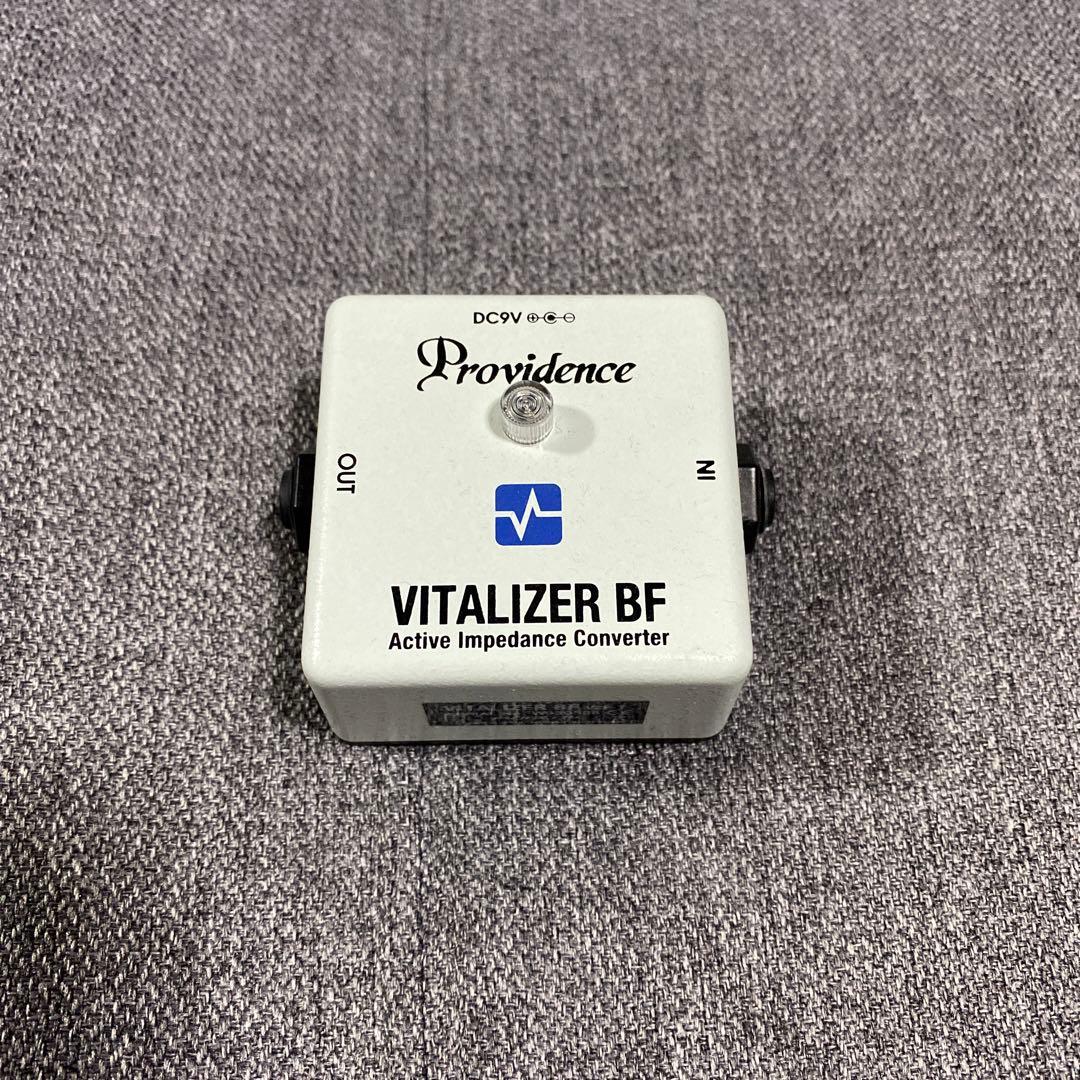 DC9V
Providence
OUT
IN
VITALIZER BF
Active Impedance Converter